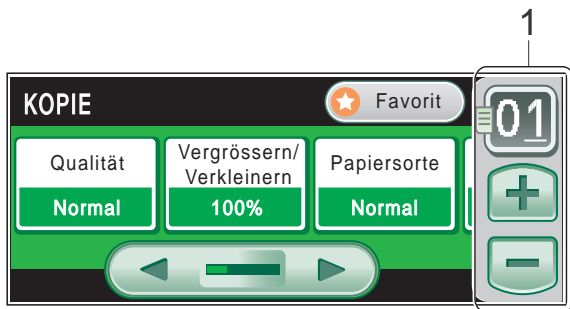 1
KOPIE
Favorit
01
Qualität
Normal
Vergrössern/
Verkleinern
100%
Papiersorte
Normal
+
−